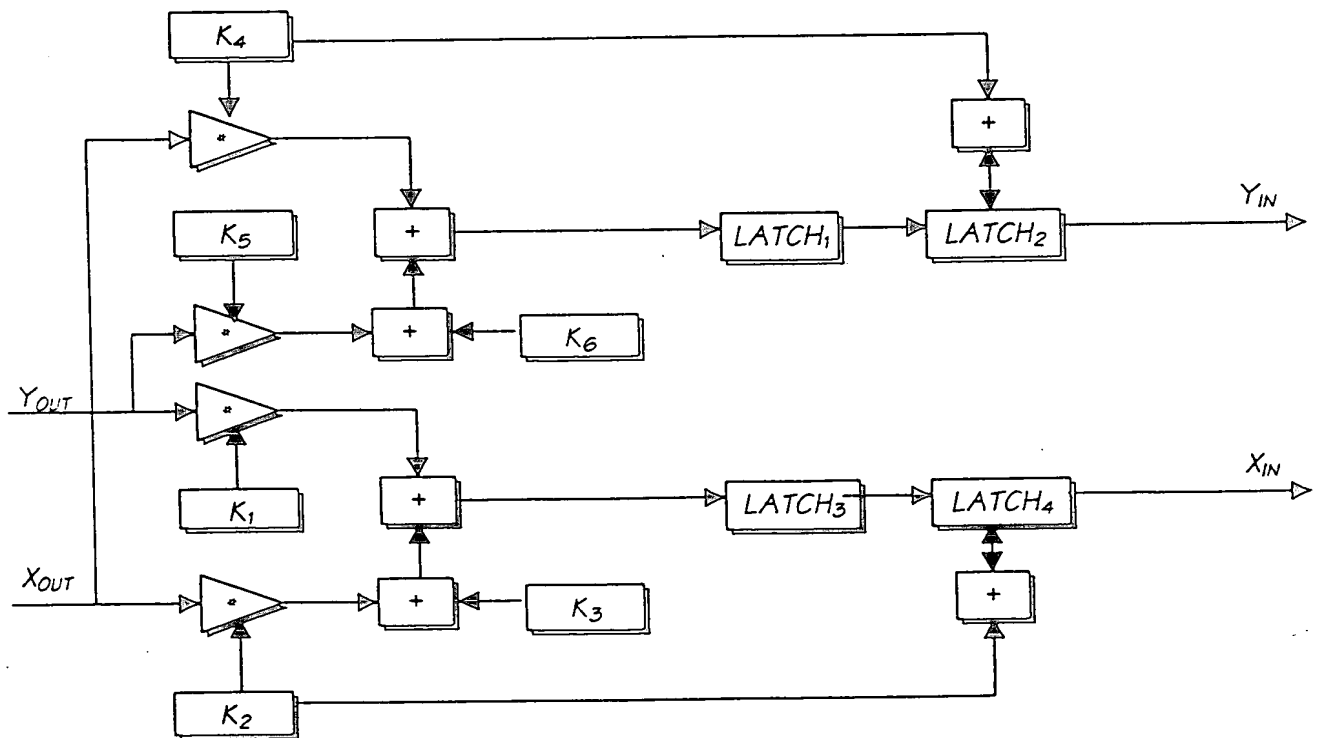 K4
*
+
K5
+
LATCH1
LATCH2
YIN
*
+
K6
YOUT
*
K1
+
LATCH3
LATCH4
XIN
XOUT
*
+
K3
+
K2